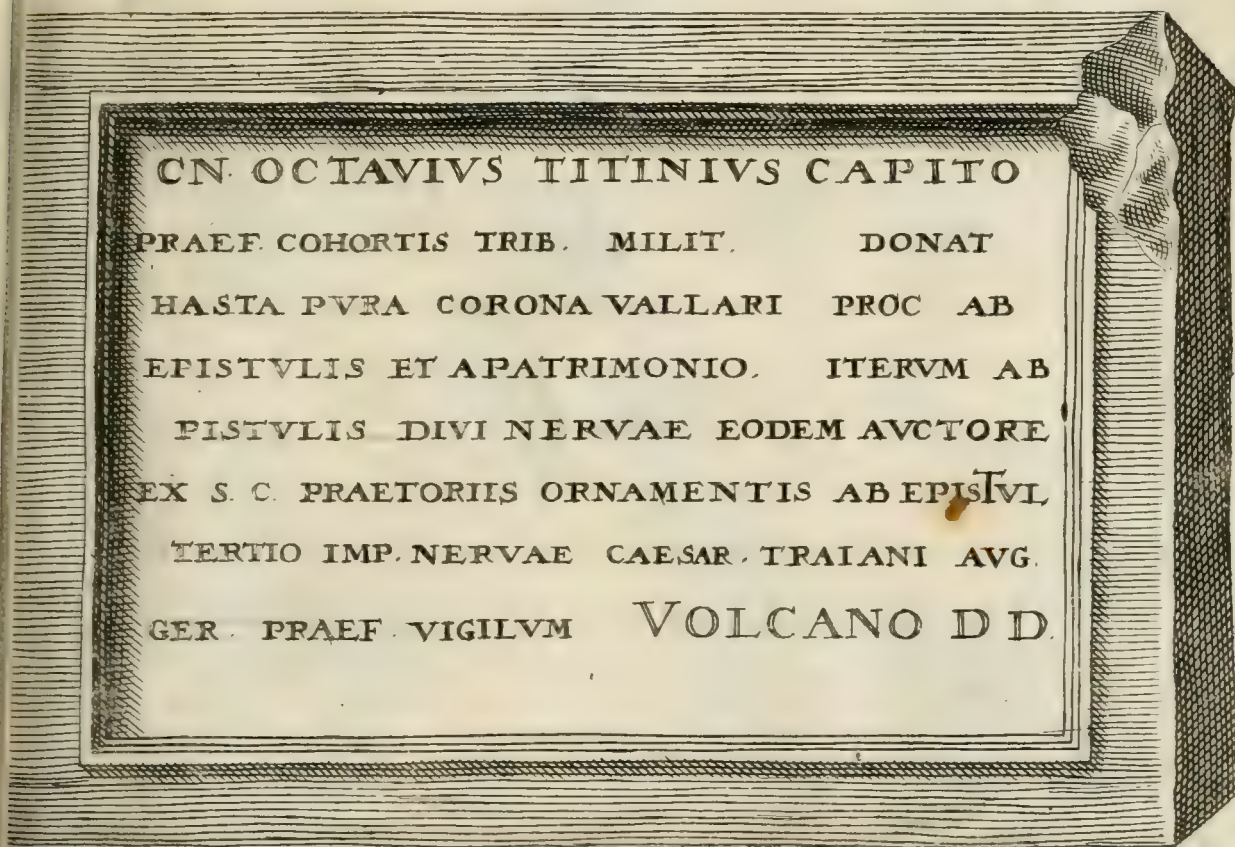 CN. OCTAVIVS TITINIVS CAPITO
PRAEF. COHORTIS TRIB. MILIT. DONAT
HASTA PVRA CORONA VALLARI PROC AB
EPISTVLIS ET APATRIMONIO. ITERVM AB
PISTVLIS DIVI NERVAE EODEM AVCTORE
EX S. C. PRAETORIIS ORNAMENTIS AB EPISTVL
TERTIO IMP. NERVAE CAESAR. TRAIANI AVG.
GER. PRAEF. VIGILVM VOLCANO D D.